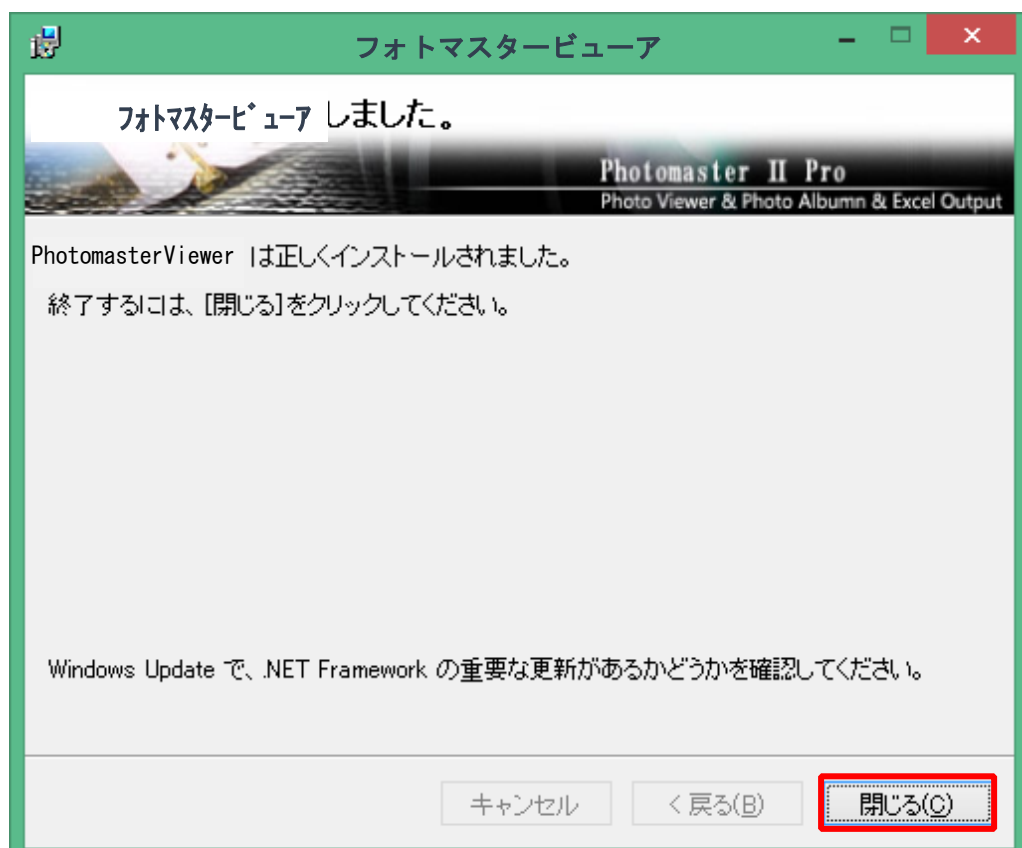 フォトマスタービューア
フォトマスタービューア しました。
Photomaster II Pro
Photo Viewer & Photo Albumn & Excel Output
PhotomasterViewer は正しくインストールされました。
終了するには、[閉じる]をクリックしてください。
Windows Update で、.NET Framework の重要な更新があるかどうかを確認してください。
キャンセル
< 戻る(B)
閉じる(C)